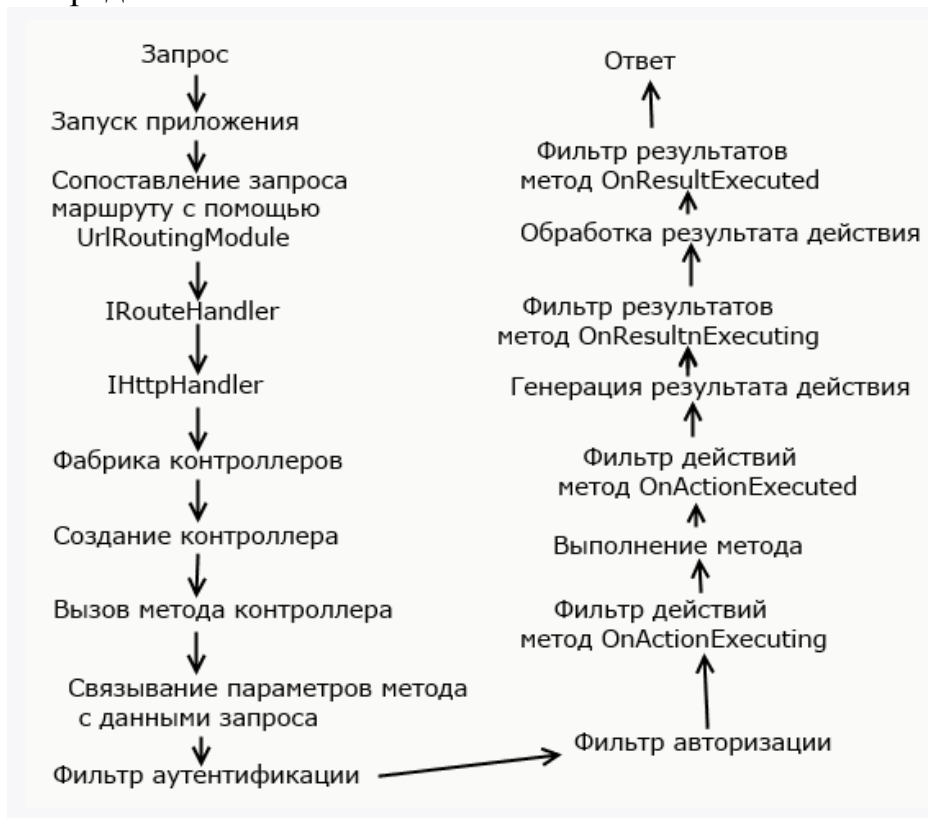 Запрос
Запуск приложения
Сопоставление запроса
маршруту с помощью
UrlRoutingModule
IRouteHandler
IHttpHandler
Фабрика контроллеров
Создание контроллера
Вызов метода контроллера
Связывание параметров метода
с данными запроса
Фильтр аутентификации
Фильтр авторизации
Фильтр действий
метод OnActionExecuting
Выполнение метода
Фильтр действий
метод OnActionExecuted
Генерация результата действия
Фильтр результатов
метод OnResultnExecuting
Обработка результата действия
Фильтр результатов
метод OnResultExecuted
Ответ